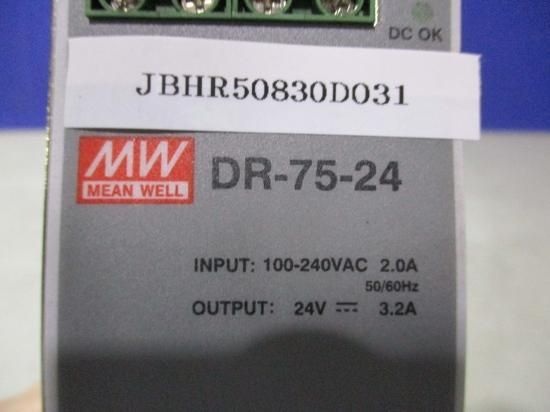 DC OK
JBHR50830D031
MW
MEAN WELL
DR-75-24
INPUT: 100-240VAC 2.0A
50/60Hz
OUTPUT: 24V ⎓ 3.2A